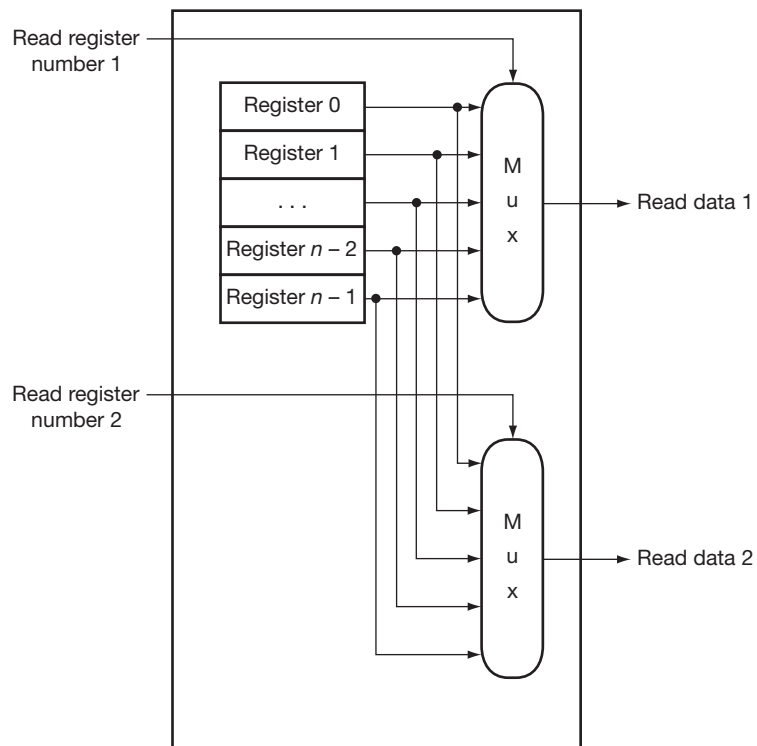 Read register
number 1
Register 0
Register 1
. . .
Register n – 2
Register n – 1
M
u
x
Read data 1
Read register
number 2
M
u
x
Read data 2